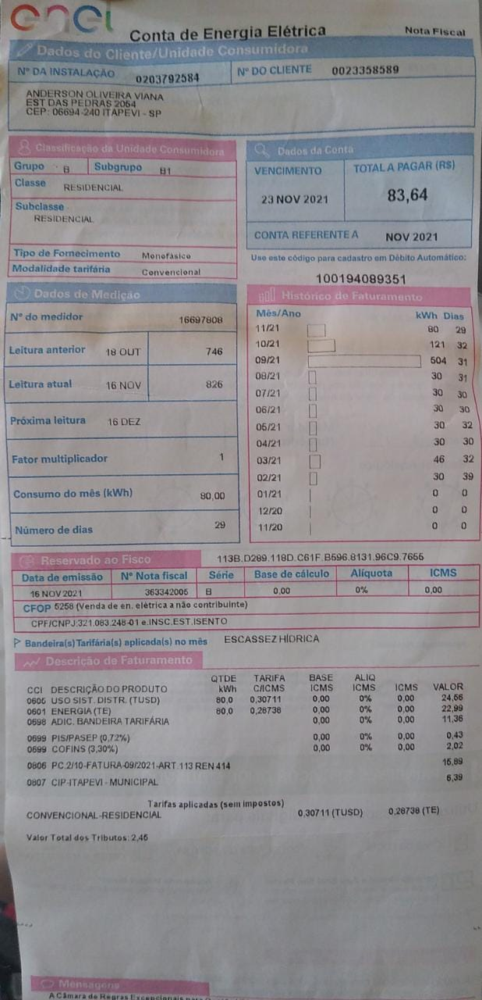 enel
Conta de Energia Elétrica
Nota Fiscal
Dados do Cliente/Unidade Consumidora
Nº DA INSTALAÇÃO 0203792584 Nº DO CLIENTE 0023358589
ANDERSON OLIVEIRA VIANA
EST DAS PEDRAS 2054
CEP: 06694-240 ITAPEVI - SP
Classificação da Unidade Consumidora
Grupo B Subgrupo B1
Classe RESIDENCIAL
Subclasse
RESIDENCIAL
Tipo de Fornecimento Monofásico
Modalidade tarifária Convencional
Dados da Conta
VENCIMENTO TOTAL A PAGAR (R$)
23 NOV 2021 83,64
CONTA REFERENTE A NOV 2021
Use este código para cadastro em Débito Automático:
100194089351
Dados de Medição
Nº do medidor 16697808
Leitura anterior 18 OUT 746
Leitura atual 16 NOV 826
Próxima leitura 16 DEZ
Fator multiplicador 1
Consumo do mês (kWh) 80,00
Número de dias 29
Histórico de Faturamento
Mês/Ano kWh Dias
11/21 80 29
10/21 121 32
09/21 504 31
08/21 30 31
07/21 30 30
06/21 30 30
05/21 30 32
04/21 30 30
03/21 46 32
02/21 30 39
01/21 0 0
12/20 0 0
11/20 0 0
Reservado ao Fisco 113B.D289.118D.C61F.B596.8131.96C9.7655
Data de emissão Nº Nota fiscal Série Base de cálculo Alíquota ICMS
16 NOV 2021 363342005 B 0,00 0% 0,00
CFOP 5258 (Venda de en. elétrica a não contribuinte)
CPF/CNPJ:321.083.248-01 e.INSC.EST.ISENTO
Bandeira(s) Tarifária(s) aplicada(s) no mês ESCASSEZ HÍDRICA
Descrição de Faturamento
QTDE TARIFA BASE ALIQ
CCI DESCRIÇÃO DO PRODUTO kWh C/ICMS ICMS ICMS ICMS VALOR
0605 USO SIST. DISTR. (TUSD) 80,0 0,30711 0,00 0% 0,00 24,56
0601 ENERGIA (TE) 80,0 0,28738 0,00 0% 0,00 22,99
0698 ADIC. BANDEIRA TARIFÁRIA 0,00 0% 0,00 11,36
0699 PIS/PASEP (0,72%) 0,00 0% 0,00 0,43
0699 COFINS (3,30%) 0,00 0% 0,00 2,02
0806 PC.2/10-FATURA-09/2021-ART.113 REN 414 15,89
0807 CIP-ITAPEVI - MUNICIPAL 6,39
Tarifas aplicadas (sem impostos)
CONVENCIONAL-RESIDENCIAL 0,30711 (TUSD) 0,28738 (TE)
Valor Total dos Tributos: 2,45
Mensagens
A Câmara de Regras Excepcionais para